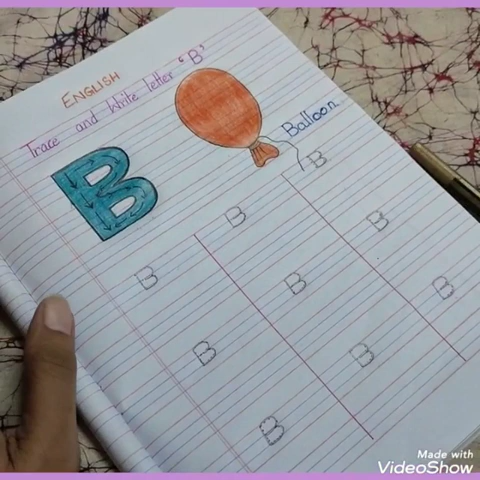 ENGLISH
Trace and Write letter 'B'
B
Balloon
B B B
B B B
B B B
Made with
VideoShow